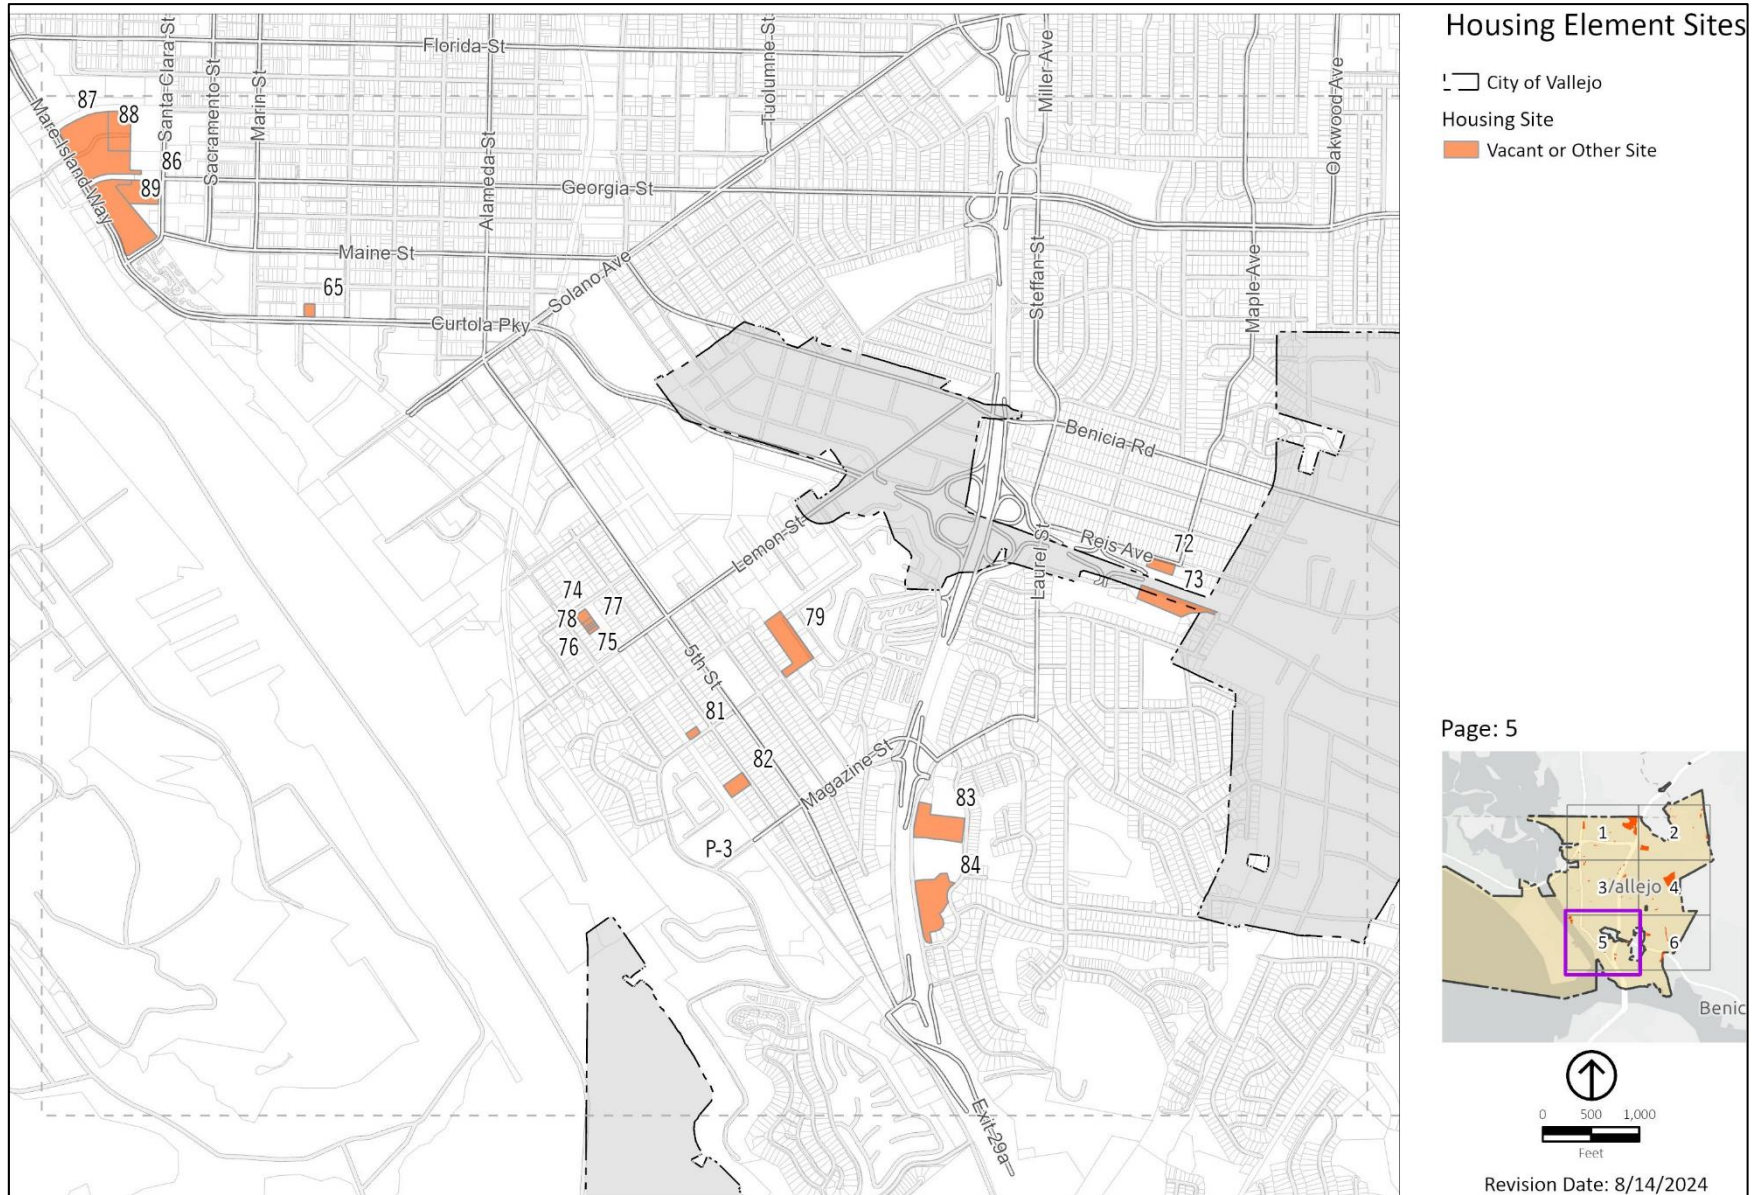 Housing Element Sites
City of Vallejo
Housing Site
Vacant or Other Site
Florida St
Santa Clara St
Sacramento St
Marin St
Tuolumne St
Miller Ave
Oakwood Ave
Mare Island Way
87
88
86
89
Alameda St
Georgia St
Maine St
Solano Ave
65
Curtola Pky
Steffan St
Maple Ave
Benicia Rd
Lemon St
Laurel St
Reis Ave
72
73
74
77
78
75
76
79
5th St
81
82
Magazine St
83
P-3
84
Exit 29a
Page: 5
1
2
3
Vallejo
4
5
6
Benic
0 500 1,000
Feet
Revision Date: 8/14/2024